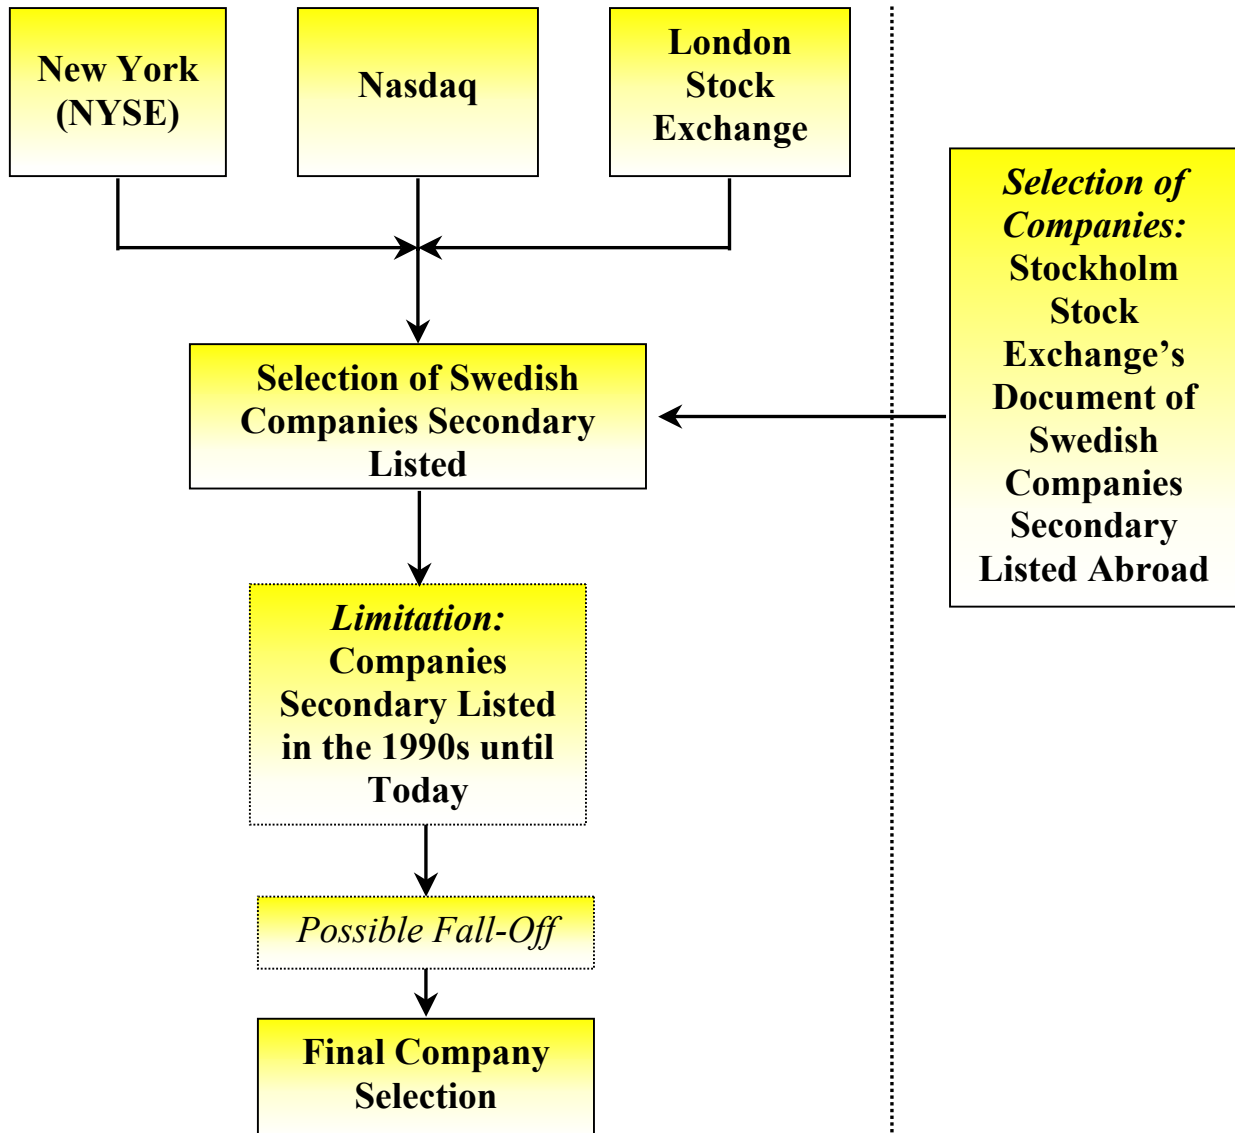 New York
(NYSE)
Nasdaq
London
Stock
Exchange
Selection of
Companies:
Stockholm
Stock
Exchange’s
Document of
Swedish
Companies
Secondary
Listed Abroad
Selection of Swedish
Companies Secondary
Listed
Limitation:
Companies
Secondary Listed
in the 1990s until
Today
Possible Fall-Off
Final Company
Selection